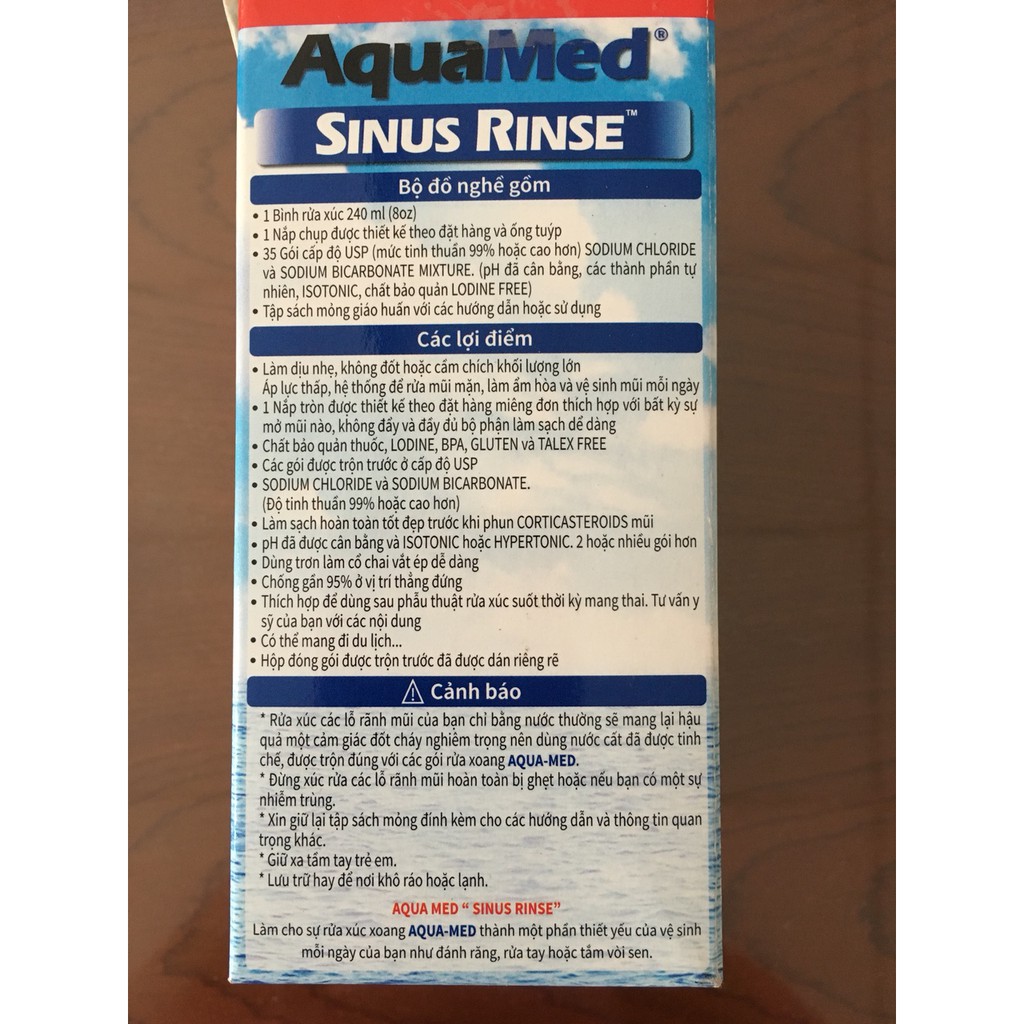 AquaMed®
SINUS RINSE™
Bộ đồ nghề gồm
• 1 Bình rửa xúc 240 ml (8oz)
• 1 Nắp chụp được thiết kế theo đặt hàng và ống tuýp
• 35 Gói cấp độ USP (mức tinh thuần 99% hoặc cao hơn) SODIUM CHLORIDE
và SODIUM BICARBONATE MIXTURE. (pH đã cân bằng, các thành phần tự
nhiên, ISOTONIC, chất bảo quản LODINE FREE)
• Tập sách mỏng giáo huấn với các hướng dẫn hoặc sử dụng
Các lợi điểm
• Làm dịu nhẹ, không đốt hoặc cầm chích khối lượng lớn
Áp lực thấp, hệ thống để rửa mũi mặn, làm ẩm hòa và vệ sinh mũi mỗi ngày
• 1 Nắp tròn được thiết kế theo đặt hàng miêng đơn thích hợp với bất kỳ sự
mở mũi nào, không đẩy và đầy đủ bộ phận làm sạch dể dàng
• Chất bảo quản thuốc, LODINE, BPA, GLUTEN và TALEX FREE
• Các gói được trộn trước ở cấp độ USP
• SODIUM CHLORIDE và SODIUM BICARBONATE.
(Độ tinh thuần 99% hoặc cao hơn)
• Làm sạch hoàn toàn tốt đẹp trước khi phun CORTICASTEROIDS mũi
• pH đã được cân bằng và ISOTONIC hoặc HYPERTONIC. 2 hoặc nhiều gói hơn
• Dùng trơn làm cổ chai vắt ép dễ dàng
• Chống gần 95% ở vị trí thẳng đứng
• Thích hợp để dùng sau phẫu thuật rửa xúc suốt thời kỳ mang thai. Tư vấn y
sỹ của bạn với các nội dung
• Có thể mang đi du lịch...
• Hộp đóng gói được trộn trước đã được dán riêng rẽ
⚠ Cảnh báo
* Rửa xúc các lỗ rãnh mũi của bạn chỉ bằng nước thường sẽ mang lại hậu
quả một cảm giác đốt cháy nghiêm trọng nên dùng nước cất đã được tinh
chế, được trộn đúng với các gói rửa xoang AQUA-MED.
* Đừng xúc rửa các lỗ rãnh mũi hoàn toàn bị ghẹt hoặc nếu bạn có một sự
nhiễm trùng.
* Xin giữ lại tập sách mỏng đính kèm cho các hướng dẫn và thông tin quan
trọng khác.
* Giữ xa tầm tay trẻ em.
* Lưu trữ hay để nơi khô ráo hoặc lạnh.
AQUA MED “ SINUS RINSE”
Làm cho sự rửa xúc xoang AQUA-MED thành một phần thiết yếu của vệ sinh
mỗi ngày của bạn như đánh răng, rửa tay hoặc tắm vòi sen.